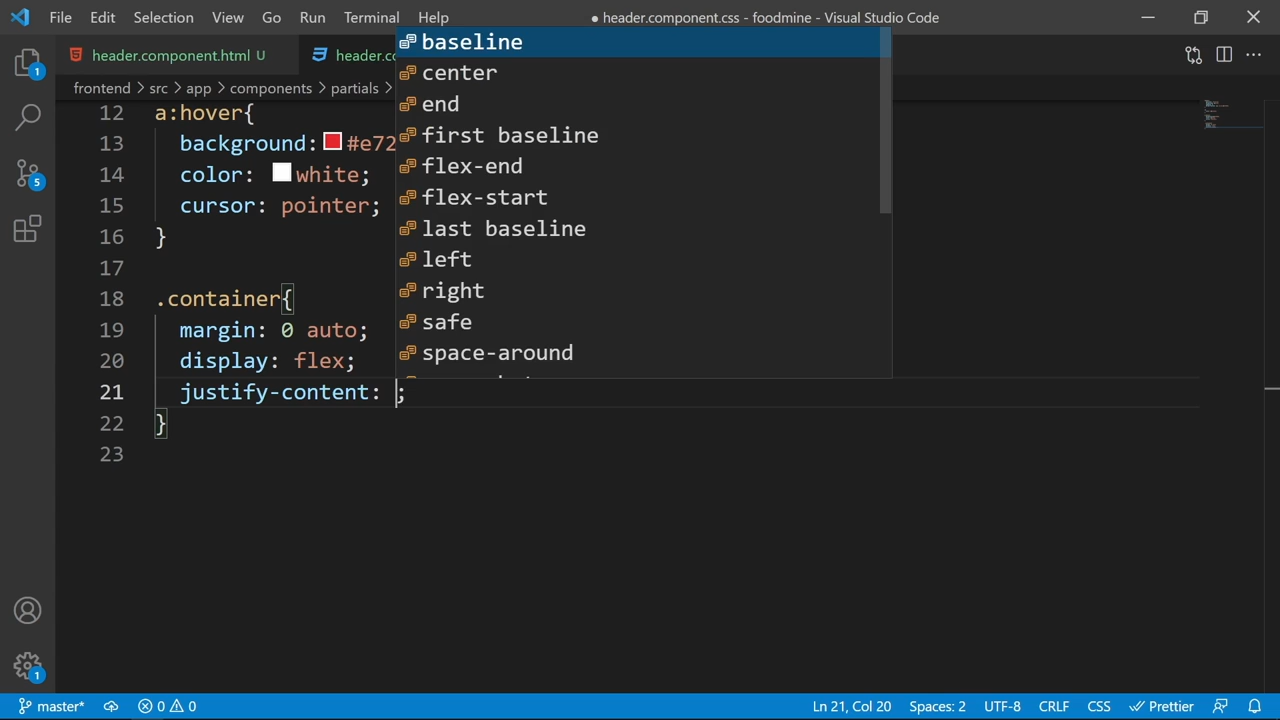 File Edit Selection View Go Run Terminal Help ● header.component.css - foodmine - Visual Studio Code
header.component.html U
header.co
frontend > src > app > components > partials >
12 a:hover{
13 background: #e72
14 color: white;
15 cursor: pointer;
16 }
17
18 .container{
19 margin: 0 auto;
20 display: flex;
21 justify-content: ;
22 }
23
baseline
center
end
first baseline
flex-end
flex-start
last baseline
left
right
safe
space-around
1
5
1
master* 0 0 Ln 21, Col 20 Spaces: 2 UTF-8 CRLF CSS Prettier